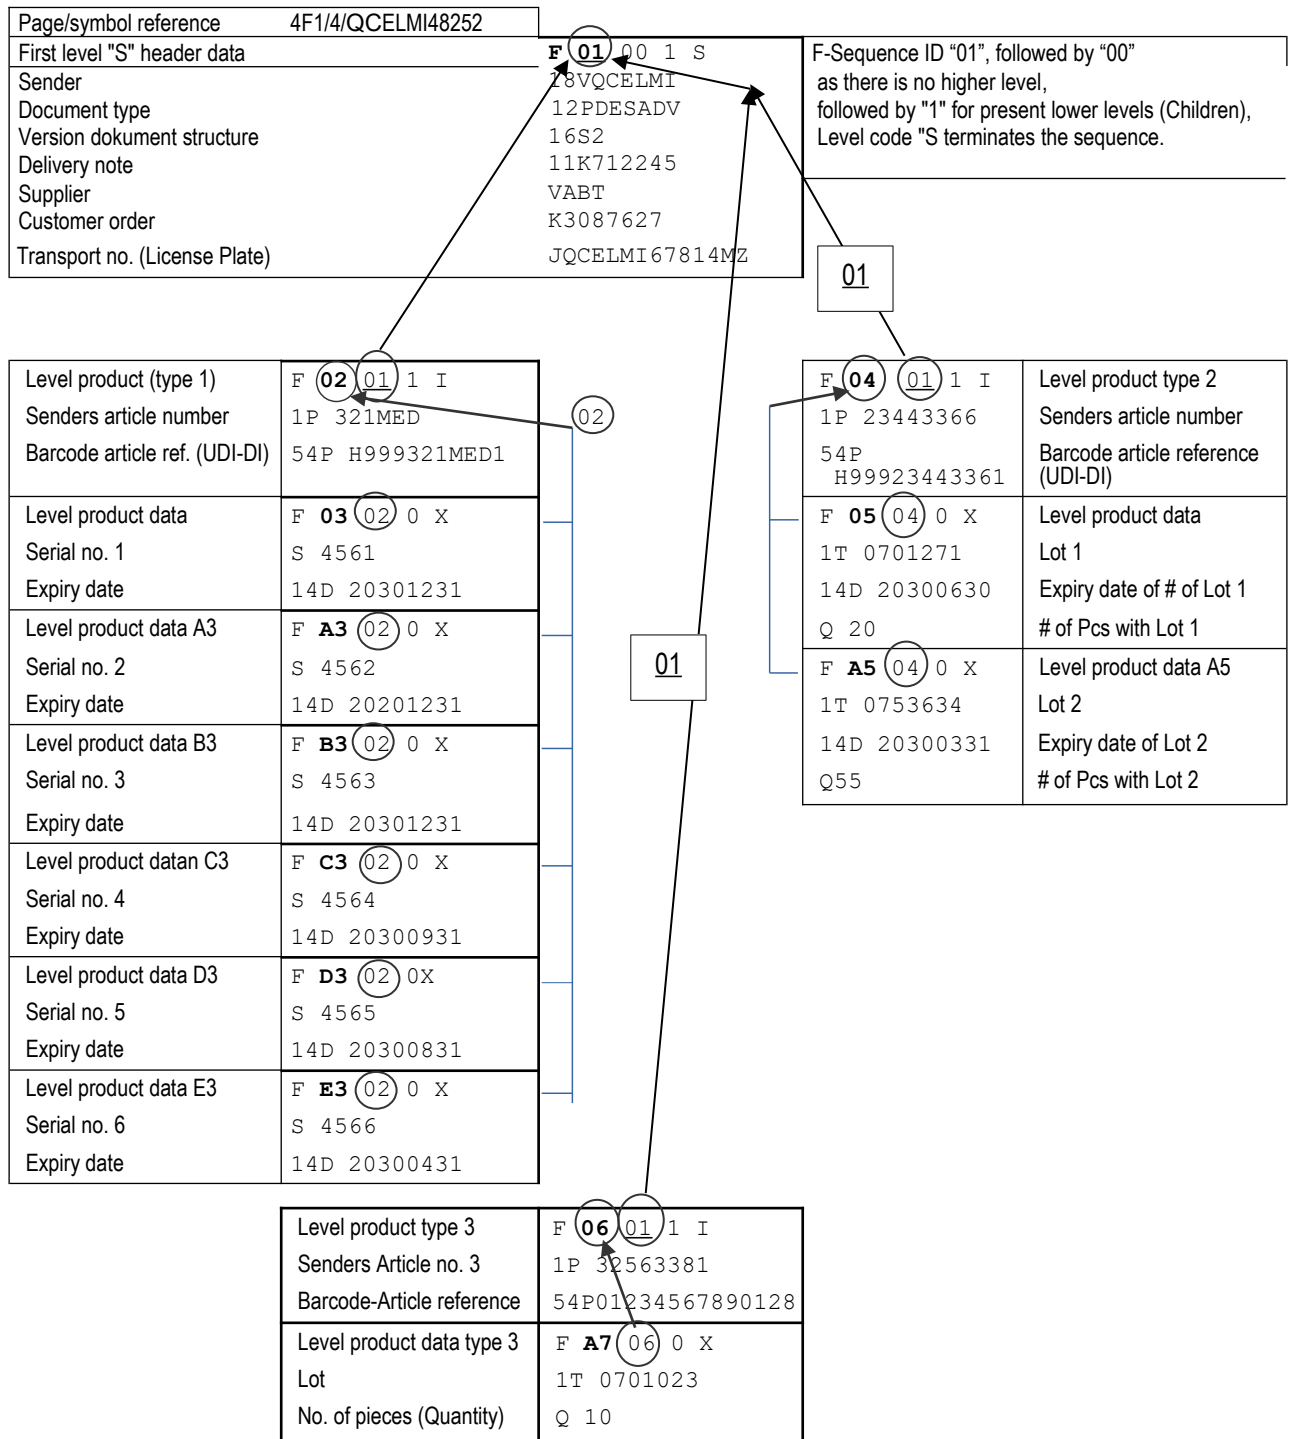 Page/symbol reference 4F1/4/QCELMI48252
First level "S" header data F 01 00 1 S
Sender 18VQCELMI
Document type 12PDESADV
Version dokument structure 16S2
Delivery note 11K712245
Supplier VABT
Customer order K3087627
Transport no. (License Plate) JQCELMI67814MZ
F-Sequence ID “01”, followed by “00”
as there is no higher level,
followed by "1" for present lower levels (Children),
Level code "S terminates the sequence.
01
Level product (type 1) F 02 01 1 I
Senders article number 1P 321MED
Barcode article ref. (UDI-DI) 54P H999321MED1
Level product data F 03 02 0 X
Serial no. 1 S 4561
Expiry date 14D 20301231
Level product data A3 F A3 02 0 X
Serial no. 2 S 4562
Expiry date 14D 20201231
Level product data B3 F B3 02 0 X
Serial no. 3 S 4563
Expiry date 14D 20301231
Level product datan C3 F C3 02 0 X
Serial no. 4 S 4564
Expiry date 14D 20300931
Level product data D3 F D3 02 0X
Serial no. 5 S 4565
Expiry date 14D 20300831
Level product data E3 F E3 02 0 X
Serial no. 6 S 4566
Expiry date 14D 20300431
02
01
F 04 01 1 I Level product type 2
1P 23443366 Senders article number
54P Barcode article reference
H99923443361 (UDI-DI)
F 05 04 0 X Level product data
1T 0701271 Lot 1
14D 20300630 Expiry date of # of Lot 1
Q 20 # of Pcs with Lot 1
F A5 04 0 X Level product data A5
1T 0753634 Lot 2
14D 20300331 Expiry date of Lot 2
Q55 # of Pcs with Lot 2
Level product type 3 F 06 01 1 I
Senders Article no. 3 1P 32563381
Barcode-Article reference 54P01234567890128
Level product data type 3 F A7 06 0 X
Lot 1T 0701023
No. of pieces (Quantity) Q 10